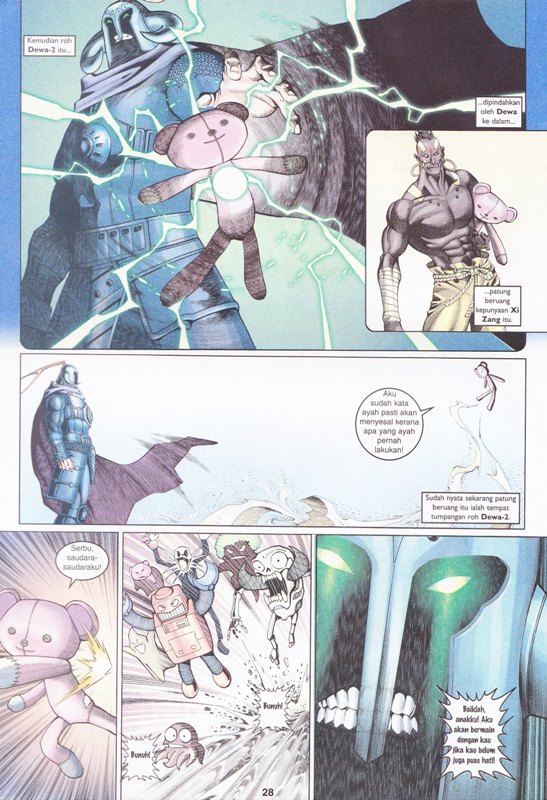 Kemudian roh
Dewa-2 itu...
...dipindahkan
oleh Dewa
ke dalam...
...patung
beruang
kepunyaan Xi
Zang itu.
Aku
sudah kata
ayah pasti akan
menyesal kerana
apa yang ayah
pernah
lakukan!
Sudah nyata sekarang patung
beruang itu ialah tempat
tumpangan roh Dewa-2.
Serbu,
saudara-
saudaraku!
Bunuh!
Bunuh!
Baiklah,
anakku! Aku
akan bermain
dengan kau
jika kau belum
juga puas hati!
28